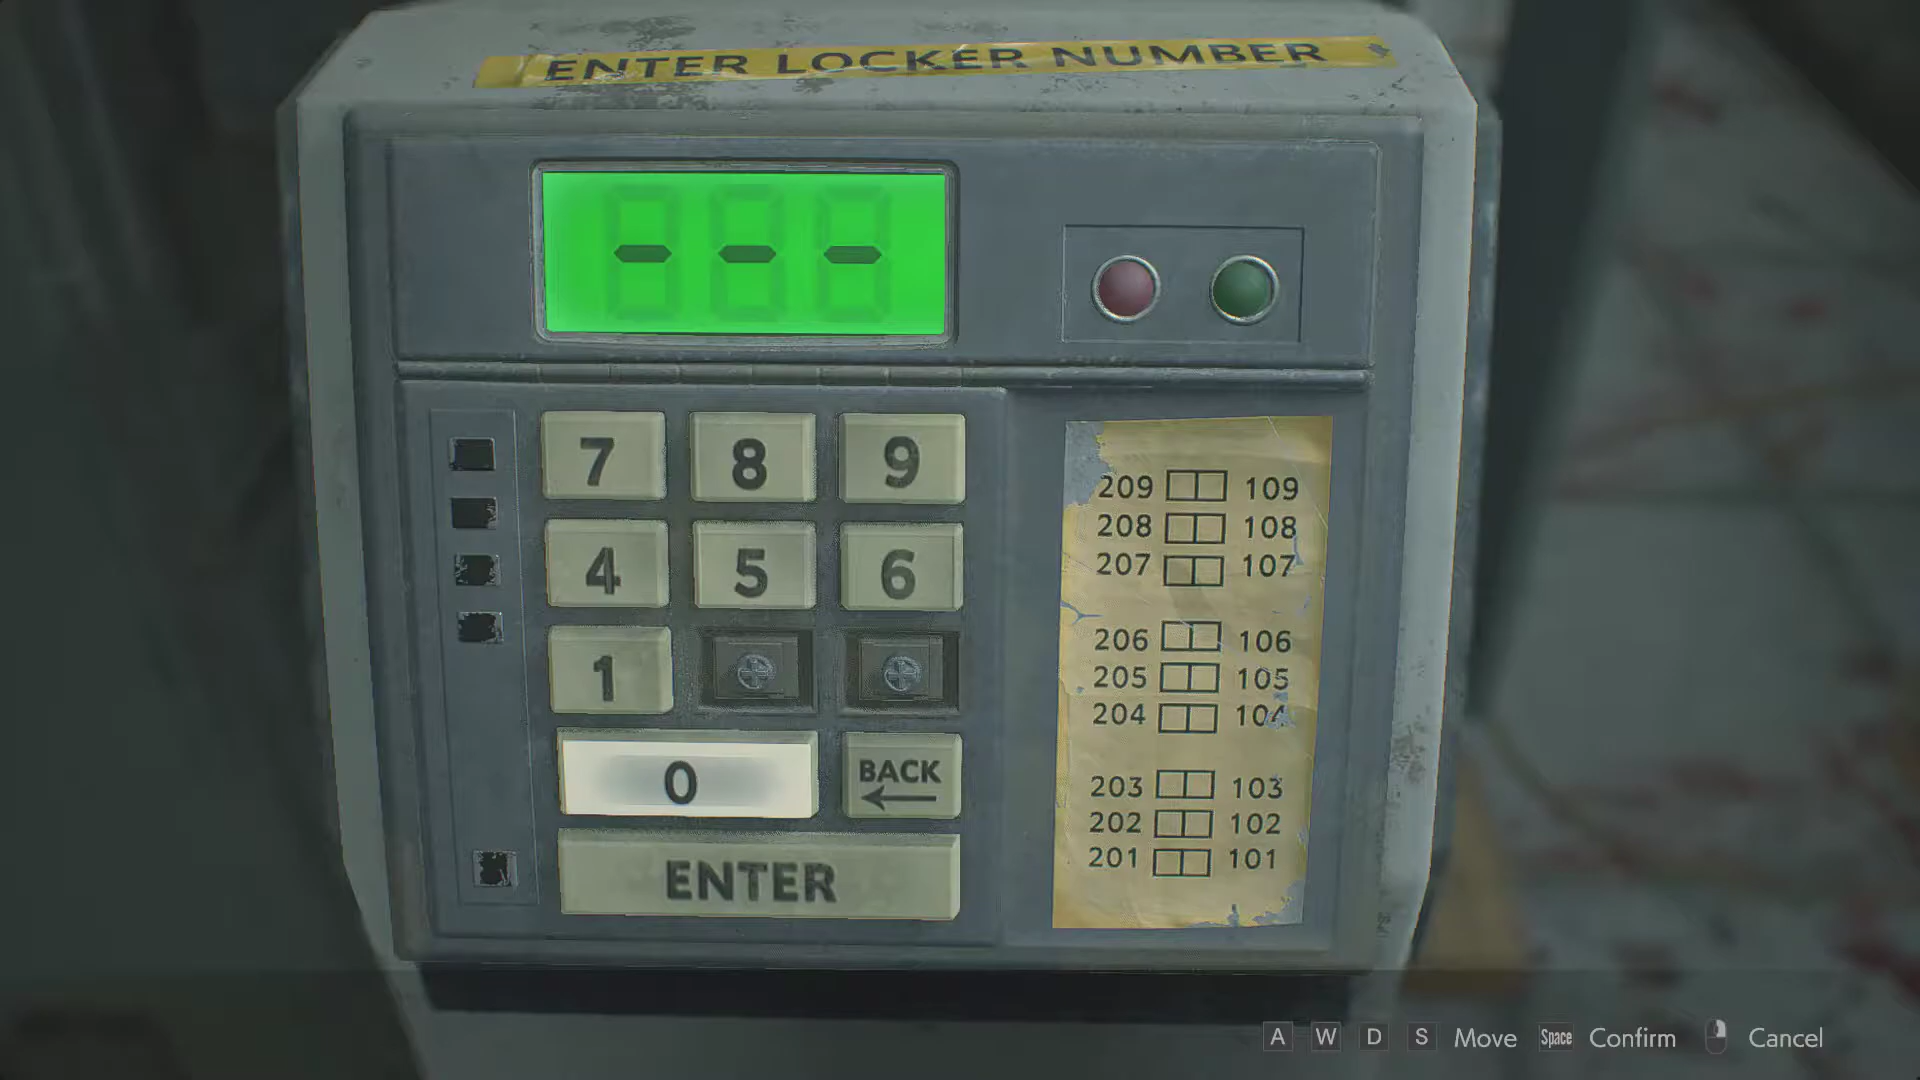 ENTER LOCKER NUMBER
- - -
7 8 9
4 5 6
1
0 BACK
ENTER
209 109
208 108
207 107
206 106
205 105
204 104
203 103
202 102
201 101
A W D S Move Space Confirm Cancel